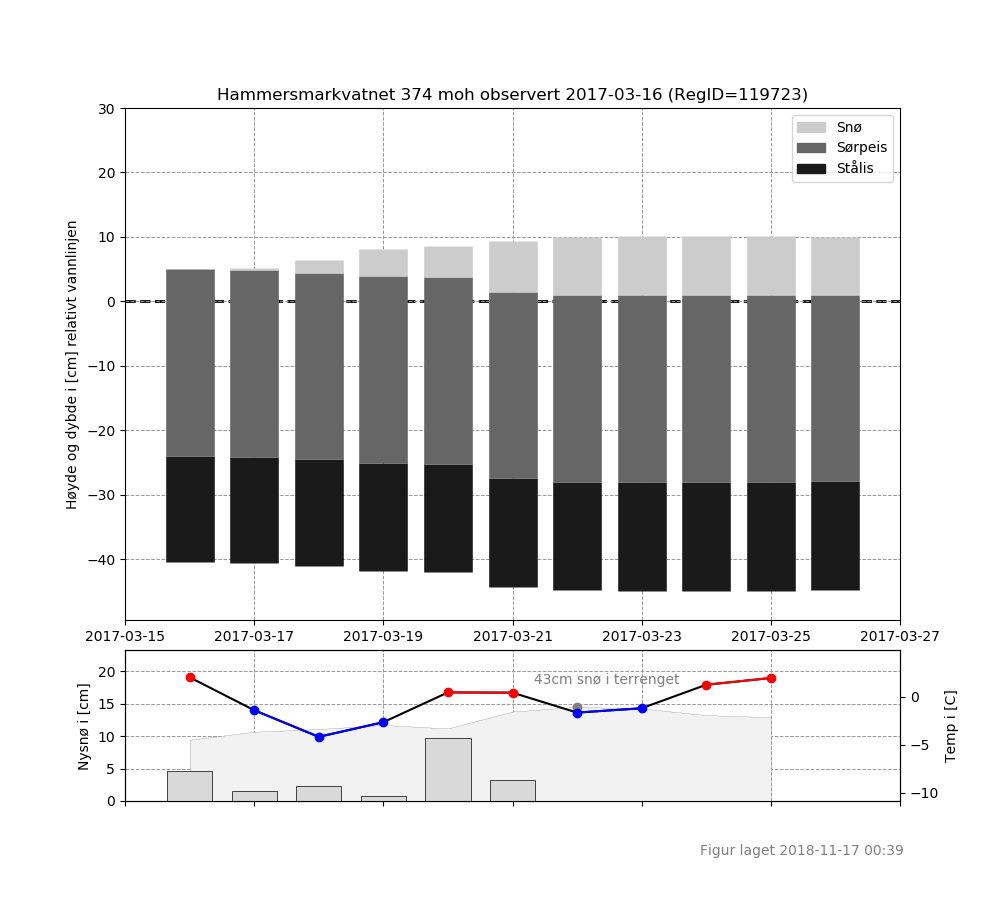 Hammersmarkvatnet 374 moh observert 2017-03-16 (RegID=119723)
Høyde og dybde i [cm] relativt vannlinjen
30
20
10
0
−10
−20
−30
−40
Snø
Sørpeis
Stålis
2017-03-15 2017-03-17 2017-03-19 2017-03-21 2017-03-23 2017-03-25 2017-03-27
Nysnø i [cm]
20
15
10
5
0
43cm snø i terrenget
0
−5
−10
Temp i [C]
Figur laget 2018-11-17 00:39